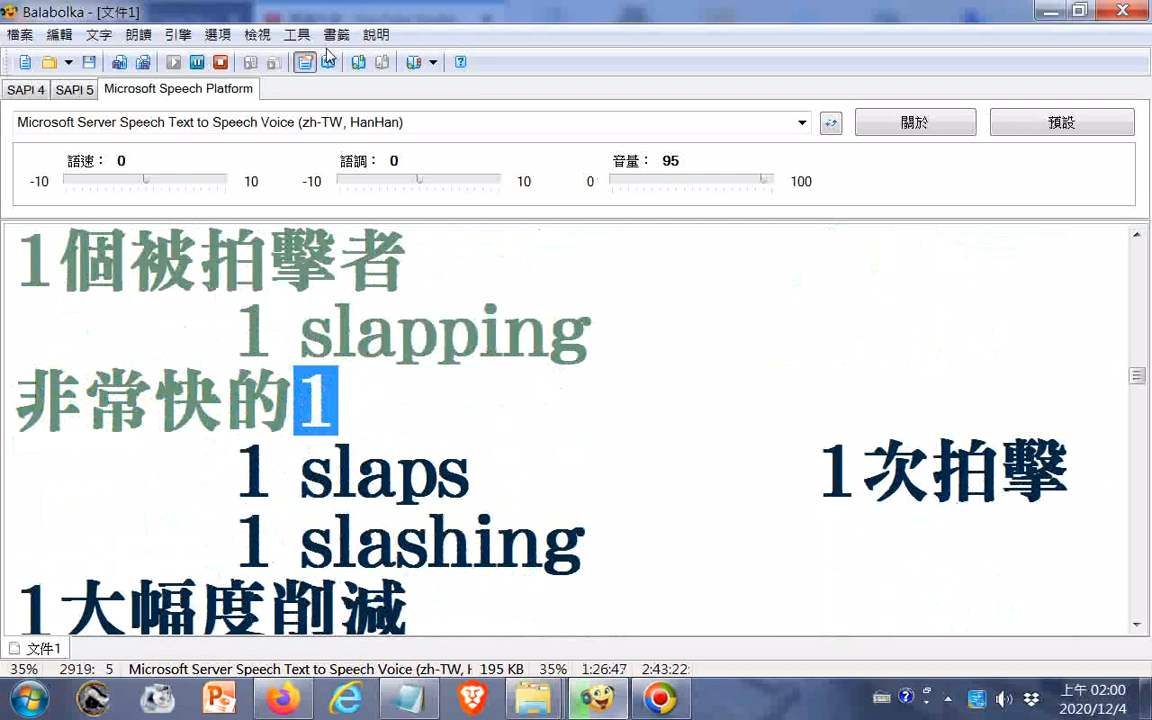 Balabolka - [文件1]
檔案 編輯 文字 朗讀 引擎 選項 檢視 工具 書籤 說明
SAPI 4 SAPI 5 Microsoft Speech Platform
Microsoft Server Speech Text to Speech Voice (zh-TW, HanHan) 關於 預設
語速： 0 語調： 0 音量： 95
-10 10 -10 10 0 100
1個被拍擊者
1 slapping
非常快的1
1 slaps 1次拍擊
1 slashing
1大幅度削減
文件1
35% 2919: 5 Microsoft Server Speech Text to Speech Voice (zh-TW, 195 KB 35% 1:26:47 2:43:22
上午 02:00
2020/12/4